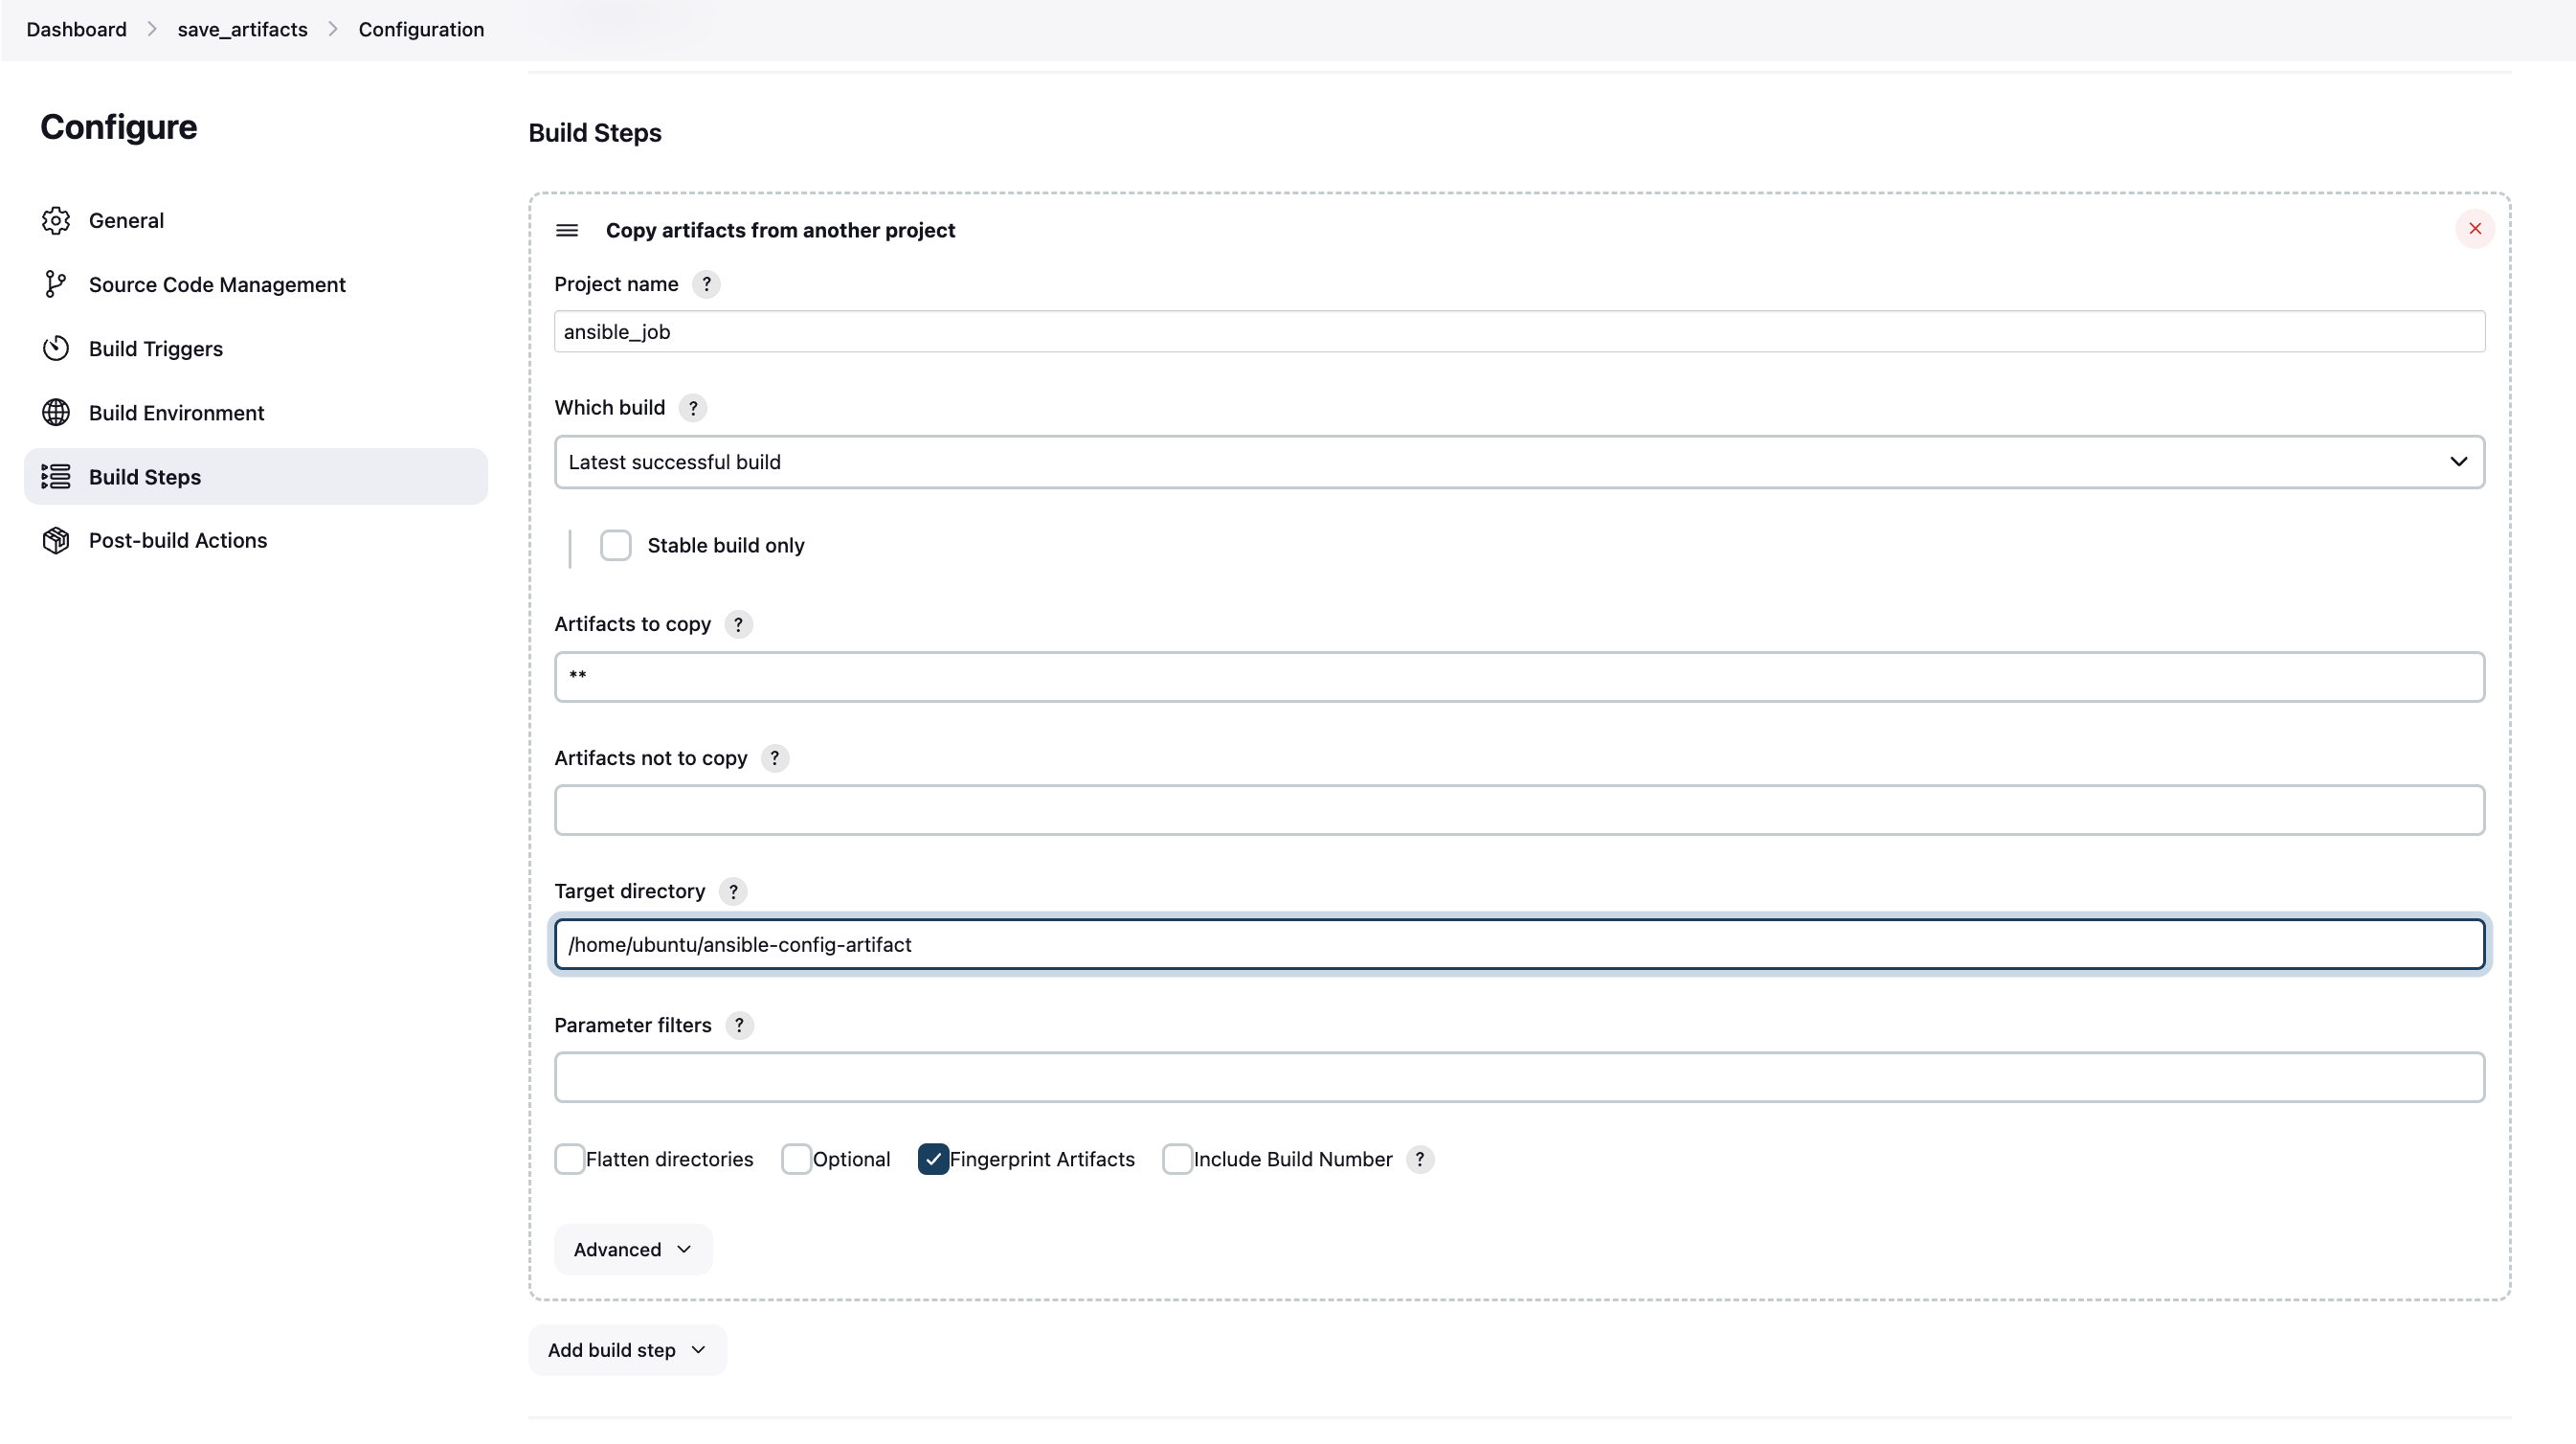 Dashboard > save_artifacts > Configuration
Configure
General
Source Code Management
Build Triggers
Build Environment
Build Steps
Post-build Actions
Build Steps
Copy artifacts from another project
Project name ?
ansible_job
Which build ?
Latest successful build
Stable build only
Artifacts to copy ?
**
Artifacts not to copy ?
Target directory ?
/home/ubuntu/ansible-config-artifact
Parameter filters ?
Flatten directories Optional Fingerprint Artifacts Include Build Number ?
Advanced
Add build step